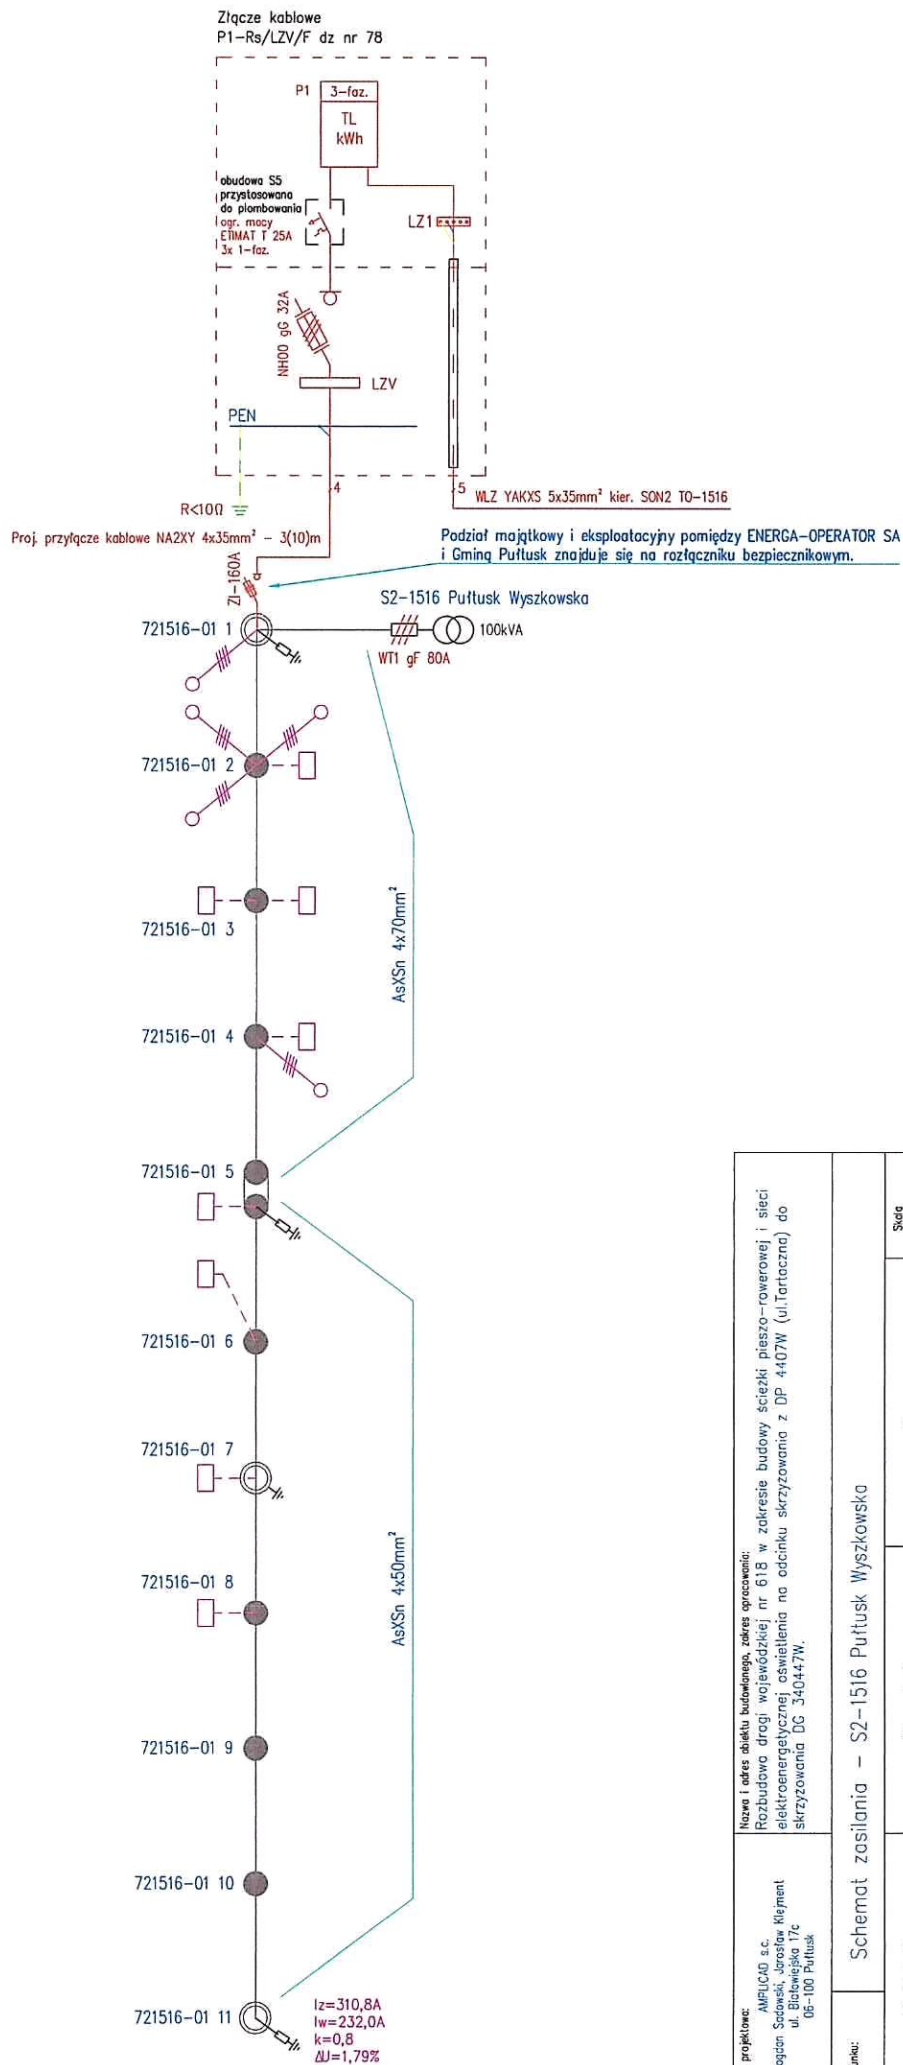 Złącze kablowe
P1-Rs/LZV/F dz nr 78
P1
3-faz.
TL
kWh
obudowa S5
przystosowana
do plombowania
ogr. mocy
ETIMAT T 25A
3x 1-faz.
LZ1
NH00 gG 32A
LZV
PEN
4
5
WLZ YAKXS 5x35mm² kier. SON2 TO-1516
R<10Ω
Proj. przyłącze kablowe NA2XY 4x35mm² - 3(10)m
Podział majątkowy i eksploatacyjny pomiędzy ENERGA-OPERATOR SA
i Gminą Pułtusk znajduje się na rozłączniku bezpiecznikowym.
ZI-160A
S2-1516 Pułtusk Wyszkowska
721516-01 1
100kVA
WT1 gF 80A
721516-01 2
721516-01 3
AsXSn 4x70mm²
721516-01 4
721516-01 5
721516-01 6
721516-01 7
721516-01 8
AsXSn 4x50mm²
721516-01 9
721516-01 10
721516-01 11
Iz=310,8A
Iw=232,0A
k=0,8
ΔU=1,79%
projektowa:
AMPLICAD s.c.
ogdan Sadowski, Jarosław Klejment
ul. Białowiejska 17c
06-100 Pułtusk
Nazwa i adres obiektu budowlanego, zakres opracowania:
Rozbudowa drogi wojewódzkiej nr 618 w zakresie budowy ścieżki pieszo-rowerowej i sieci
elektroenergetycznej oświetlenia na odcinku skrzyżowania z DP 4407W (ul.Tartaczna) do
skrzyżowania DG 340447W.
unku:
Schemat zasilania - S2-1516 Pułtusk Wyszkowska
Skala